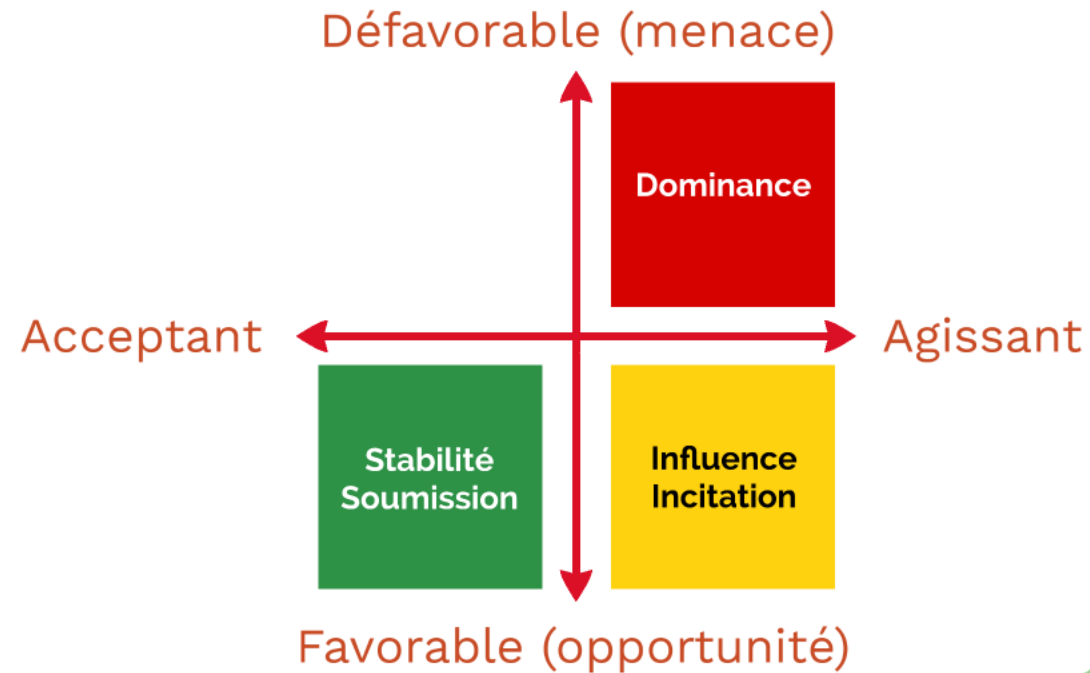 Défavorable (menace)
Dominance
Acceptant
Agissant
Stabilité
Soumission
Influence
Incitation
Favorable (opportunité)